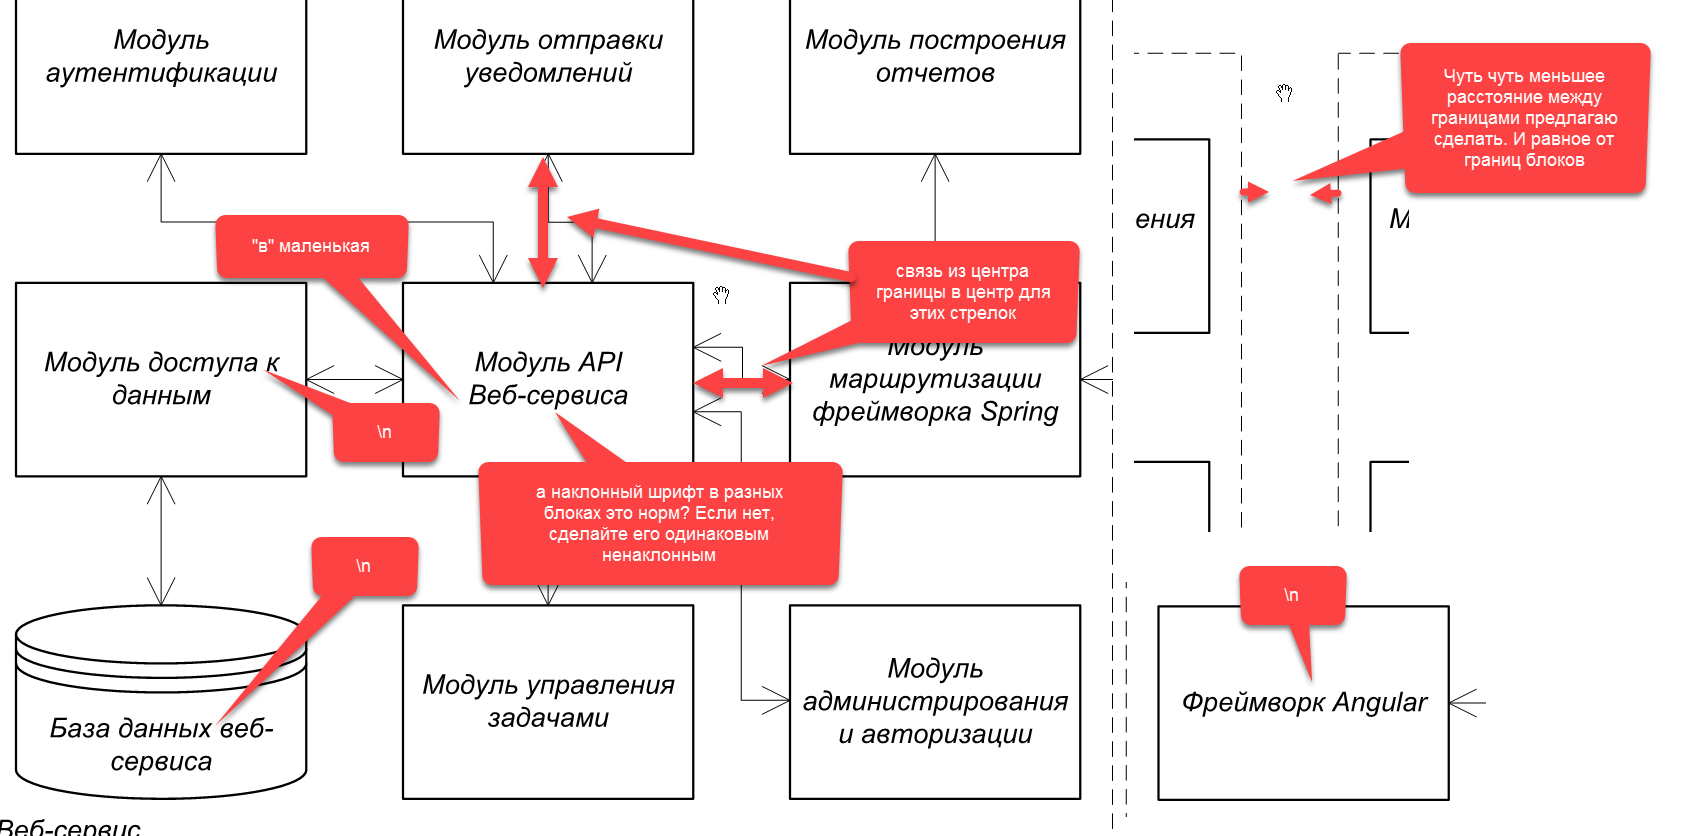 Модуль
аутентификации
Модуль отправки
уведомлений
Модуль построения
отчетов
Чуть чуть меньшее
расстояние между
границами предлагаю
сделать. И равное от
границ блоков
ения
М
"в" маленькая
связь из центра
границы в центр для
этих стрелок
Модуль доступа к
данным
\n
Модуль API
Веб-сервиса
Модуль
маршрутизации
фреймворка Spring
а наклонный шрифт в разных
блоках это норм? Если нет,
сделайте его одинаковым
ненаклонным
\n
База данных веб-
сервиса
Модуль управления
задачами
Модуль
администрирования
и авторизации
\n
Фреймворк Angular
Веб-сервис